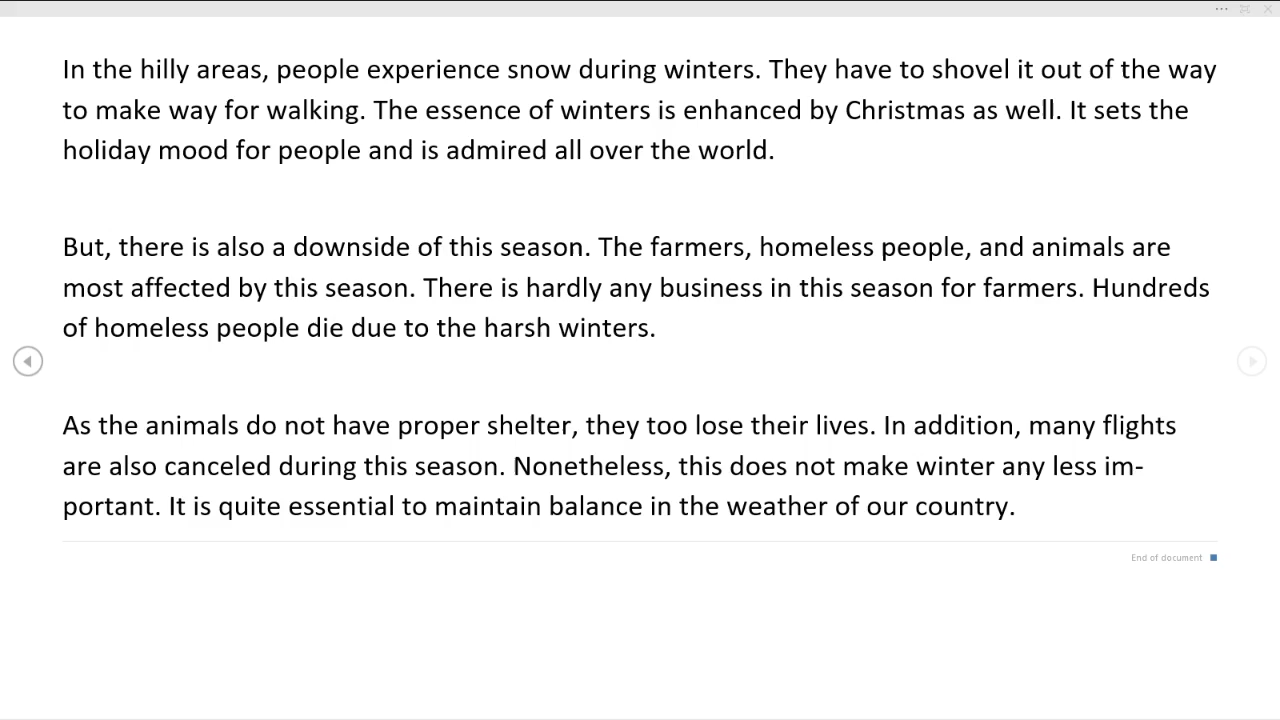 In the hilly areas, people experience snow during winters. They have to shovel it out of the way
to make way for walking. The essence of winters is enhanced by Christmas as well. It sets the
holiday mood for people and is admired all over the world.
But, there is also a downside of this season. The farmers, homeless people, and animals are
most affected by this season. There is hardly any business in this season for farmers. Hundreds
of homeless people die due to the harsh winters.
As the animals do not have proper shelter, they too lose their lives. In addition, many flights
are also canceled during this season. Nonetheless, this does not make winter any less im-
portant. It is quite essential to maintain balance in the weather of our country.
End of document